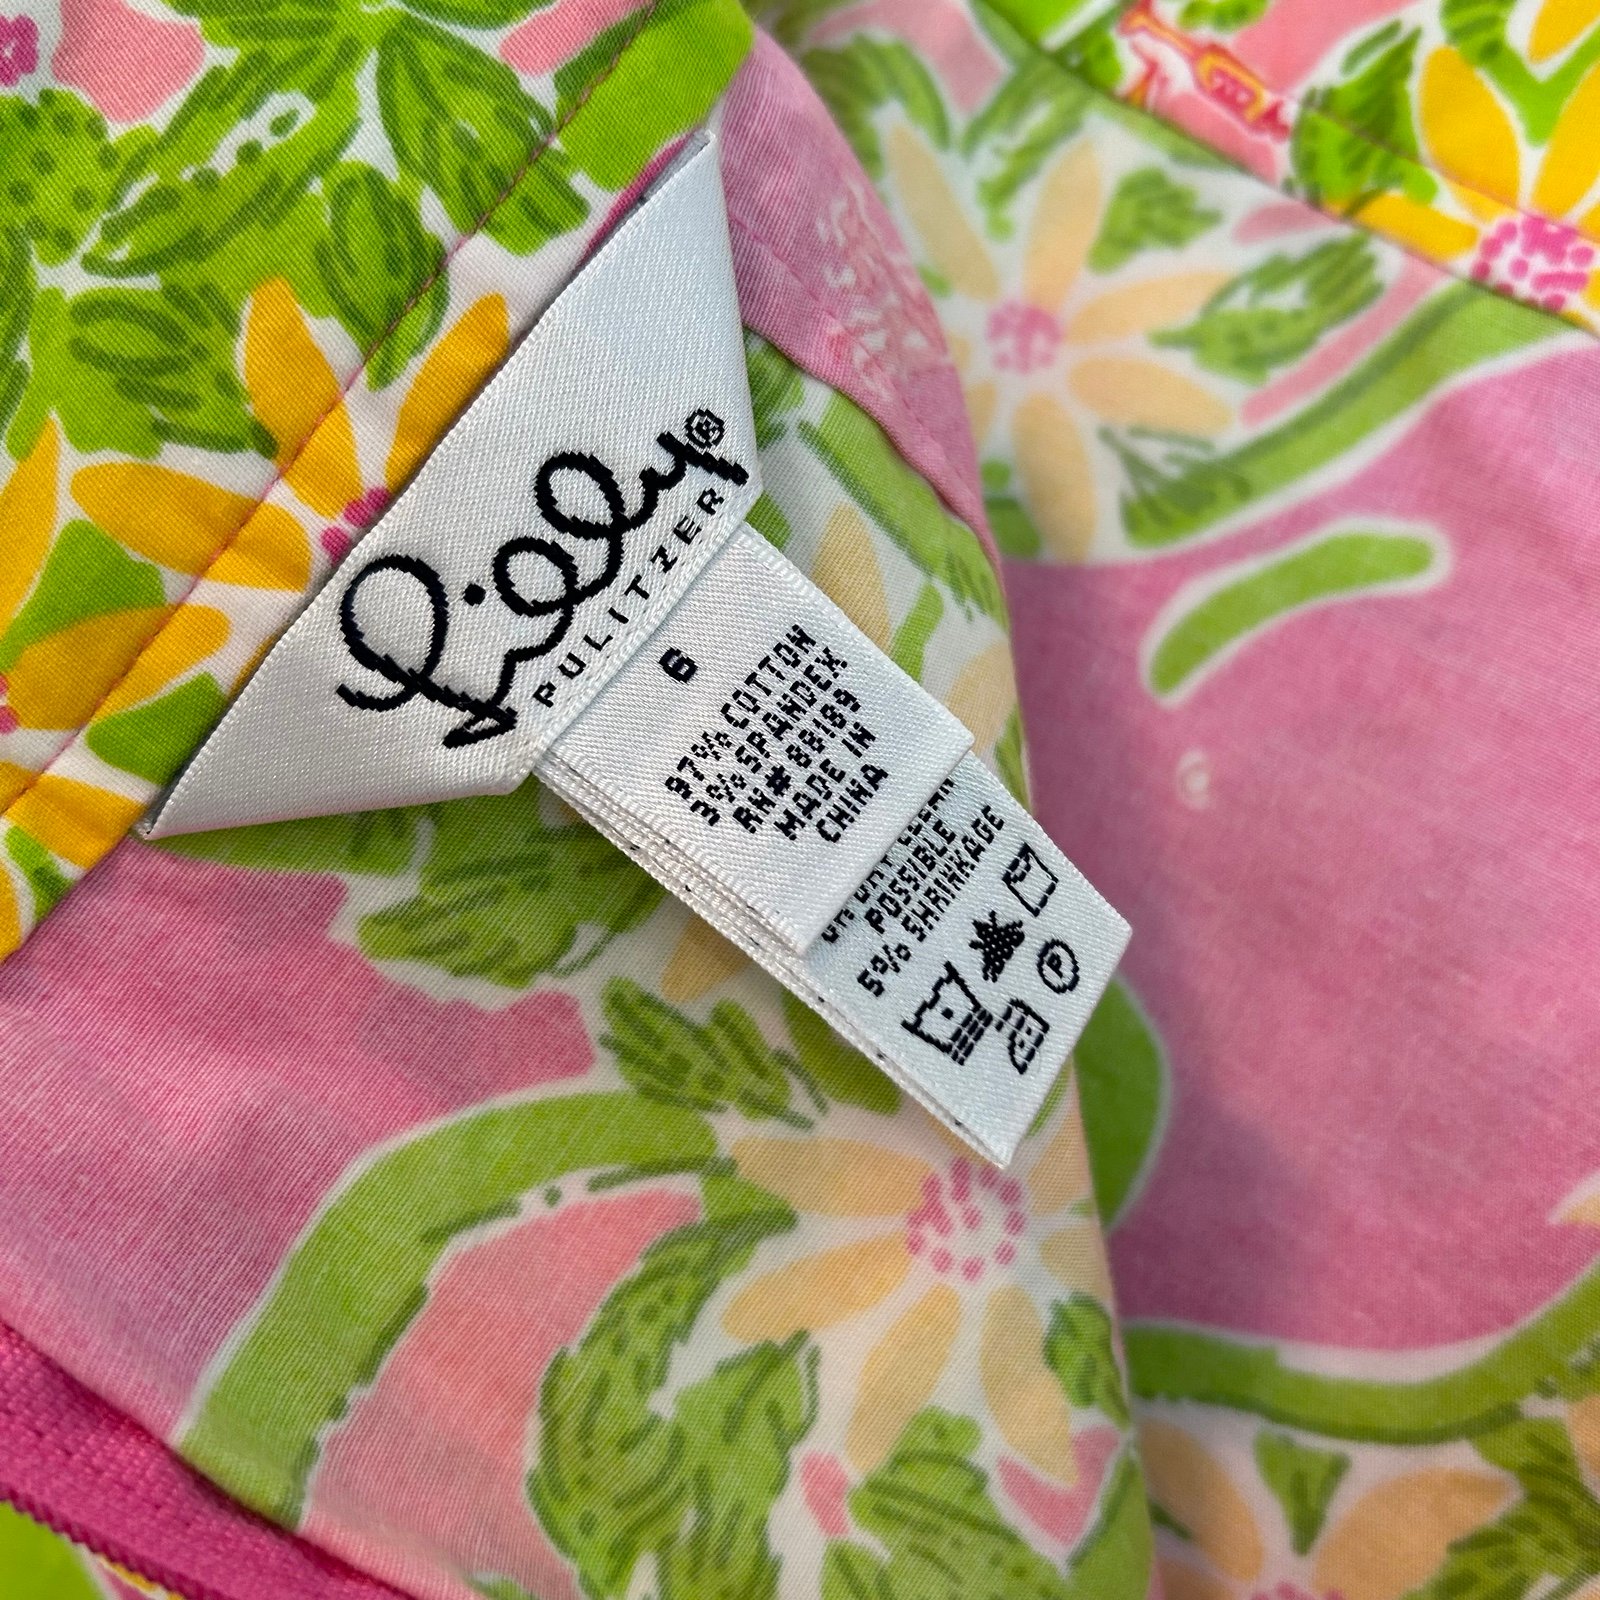 Lilly®
PULITZER
6
97% COTTON
3% SPANDEX
RN#88189
MADE IN
CHINA
POSSIBLE
5% SHRINKAGE
P